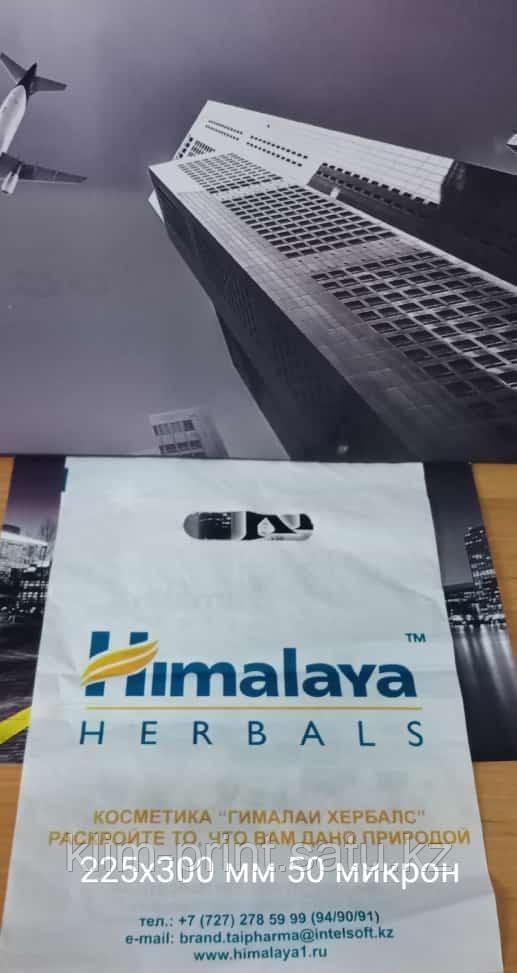 Himalaya™
HERBALS
КОСМЕТИКА "ГИМАЛАИ ХЕРБАЛС"
РАСКРОЙТЕ ТО, ЧТО ВАМ ДАНО ПРИРОДОЙ
klim-print.satu.kz
225x300 мм 50 микрон
тел.: +7 (727) 278 59 99 (94/90/91)
e-mail: brand.taipharma@intelsoft.kz
www.himalaya1.ru